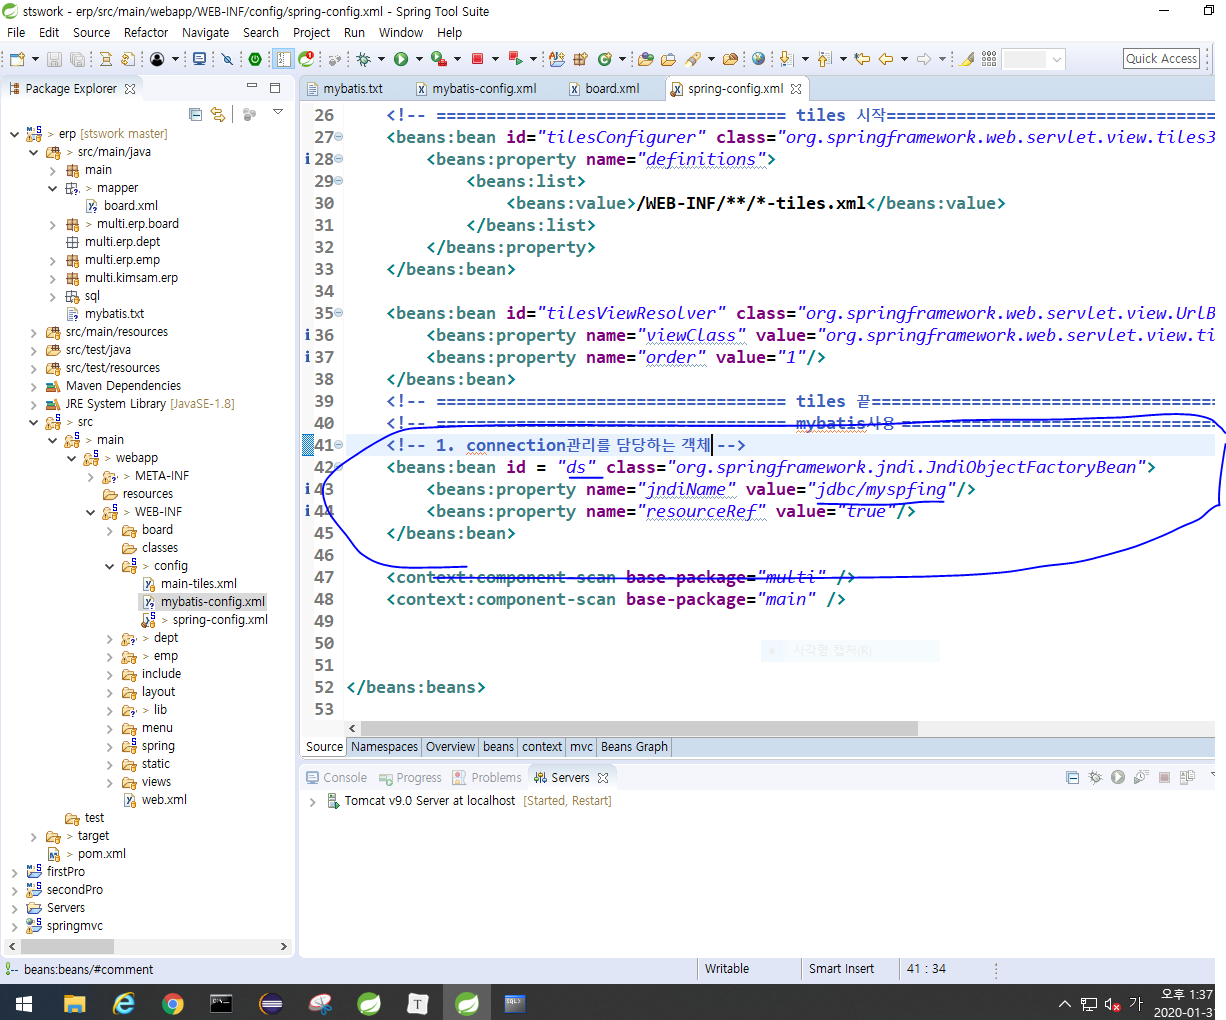 stswork - erp/src/main/webapp/WEB-INF/config/spring-config.xml - Spring Tool Suite
File Edit Source Refactor Navigate Search Project Run Window Help
Quick Access
Package Explorer
mybatis.txt mybatis-config.xml board.xml spring-config.xml
> erp [stswork master]
> src/main/java
main
> mapper
board.xml
> multi.erp.board
multi.erp.dept
> multi.erp.emp
multi.kimsam.erp
sql
mybatis.txt
src/main/resources
src/test/java
src/test/resources
Maven Dependencies
JRE System Library [JavaSE-1.8]
> src
> main
> webapp
> META-INF
resources
> WEB-INF
> board
classes
> config
main-tiles.xml
mybatis-config.xml
> spring-config.xml
> dept
> emp
include
layout
> lib
menu
spring
static
views
web.xml
test
> target
> pom.xml
firstPro
secondPro
Servers
springmvc
26 <!-- =================================== tiles 시작=================================
27 <beans:bean id="tilesConfigurer" class="org.springframework.web.servlet.view.tiles3
28 <beans:property name="definitions">
29 <beans:list>
30 <beans:value>/WEB-INF/**/*-tiles.xml</beans:value>
31 </beans:list>
32 </beans:property>
33 </beans:bean>
34
35 <beans:bean id="tilesViewResolver" class="org.springframework.web.servlet.view.UrlB
36 <beans:property name="viewClass" value="org.springframework.web.servlet.view.ti
37 <beans:property name="order" value="1"/>
38 </beans:bean>
39 <!-- =================================== tiles 끝===================================
40 <!-- =================================== mybatis사용 ================================
41 <!-- 1. connection관리를 담당하는 객체 -->
42 <beans:bean id = "ds" class="org.springframework.jndi.JndiObjectFactoryBean">
43 <beans:property name="jndiName" value="jdbc/myspfing"/>
44 <beans:property name="resourceRef" value="true"/>
45 </beans:bean>
46
47 <context:component-scan base-package="multi" />
48 <context:component-scan base-package="main" />
49
50
사각형 캡처(R)
51
52 </beans:beans>
53
Source Namespaces Overview beans context mvc Beans Graph
Console Progress Problems Servers
Tomcat v9.0 Server at localhost [Started, Restart]
beans:beans/#comment Writable Smart Insert 41 : 34
가 오후 1:37
2020-01-31